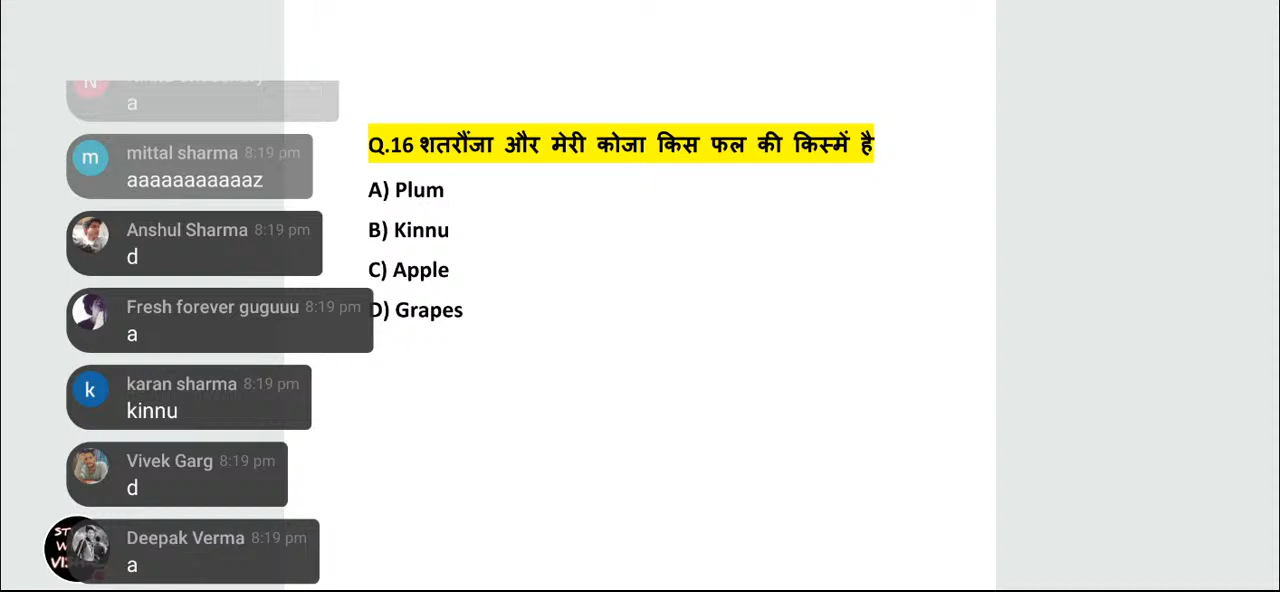 a
mittal sharma 8:19 pm
aaaaaaaaaaaz
Anshul Sharma 8:19 pm
d
Fresh forever guguuu 8:19 pm
a
karan sharma 8:19 pm
kinnu
Vivek Garg 8:19 pm
d
Deepak Verma 8:19 pm
a
Q.16 शतरौंजा और मेरी कोजा किस फल की किस्में है
A) Plum
B) Kinnu
C) Apple
D) Grapes